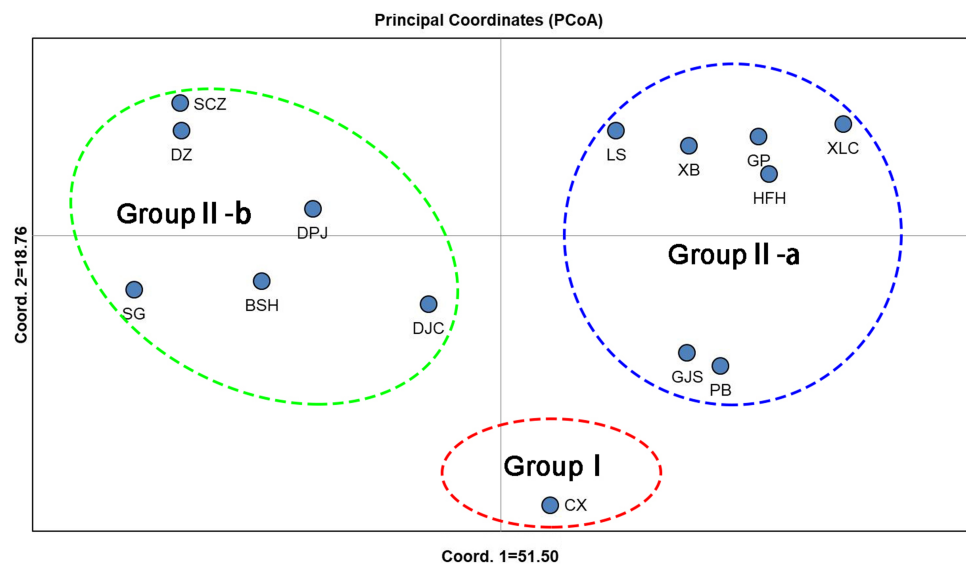 Principal Coordinates (PCoA)
SCZ
DZ
LS
XB
GP
XLC
HFH
Group II -b
DPJ
Group II -a
Coord. 2=18.76
SG
BSH
DJC
GJS
PB
Group I
CX
Coord. 1=51.50